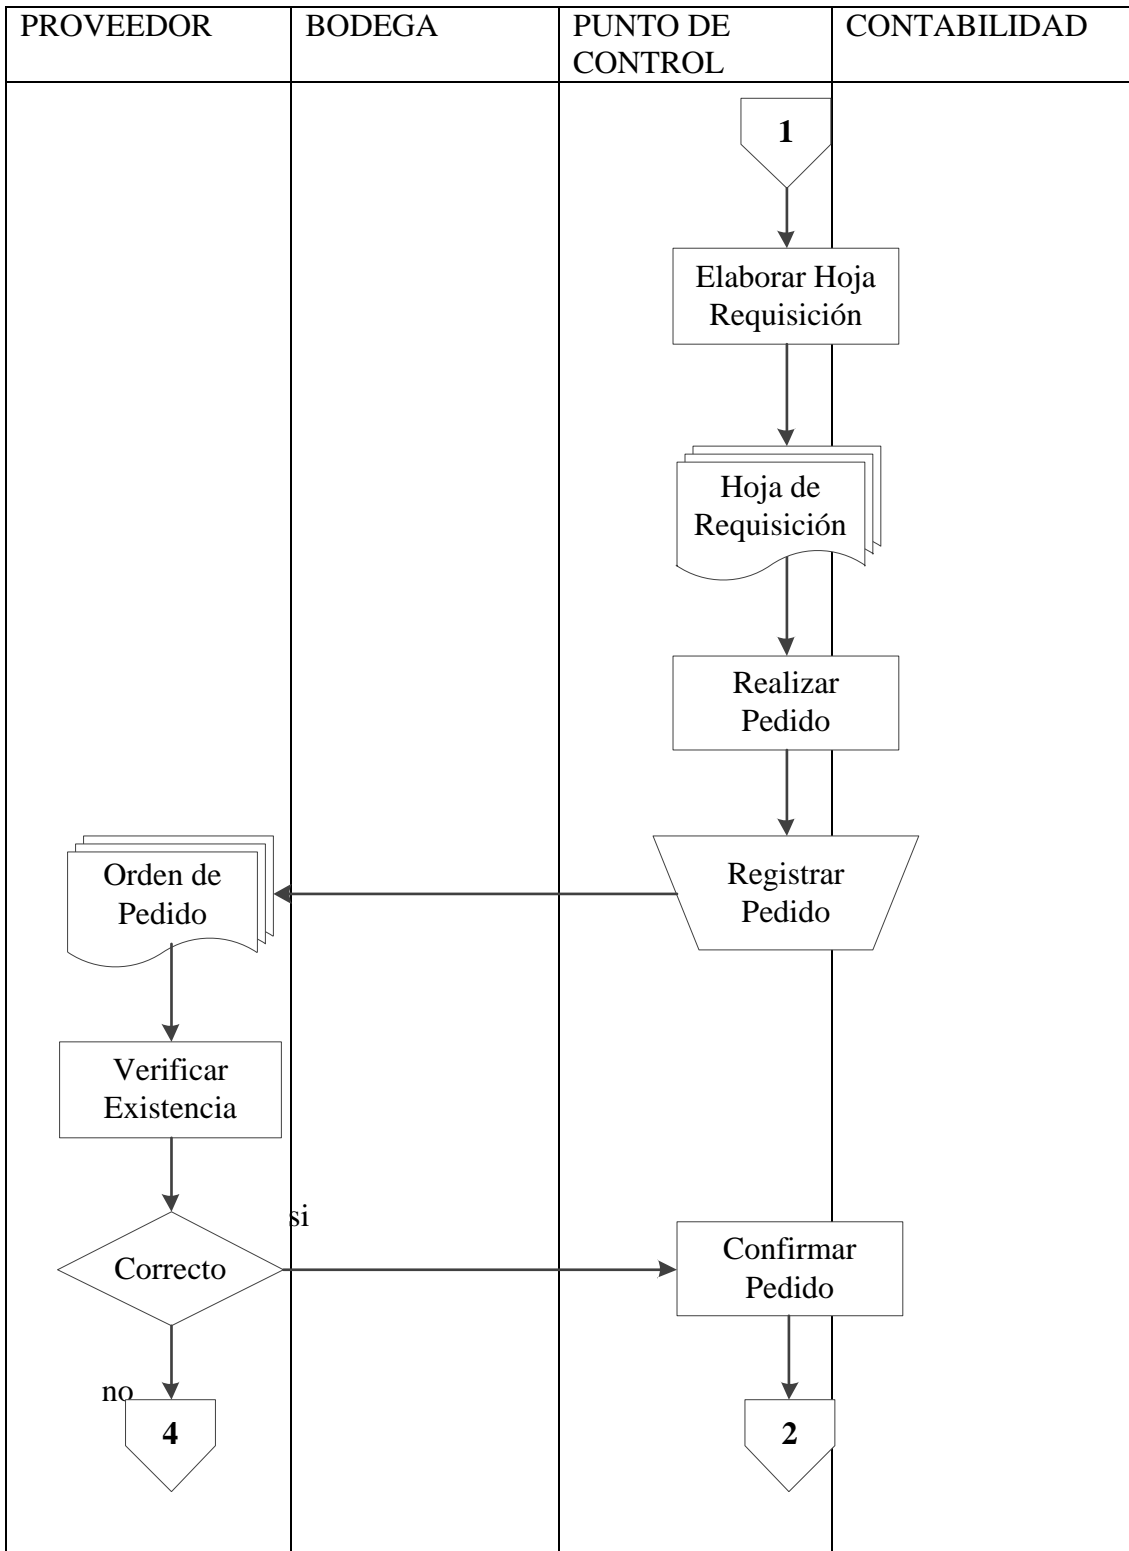 PROVEEDOR
BODEGA
PUNTO DE
CONTROL
CONTABILIDAD
1
Elaborar Hoja
Requisición
Hoja de
Requisición
Realizar
Pedido
Registrar
Pedido
Orden de
Pedido
Verificar
Existencia
si
Correcto
Confirmar
Pedido
no
4
2